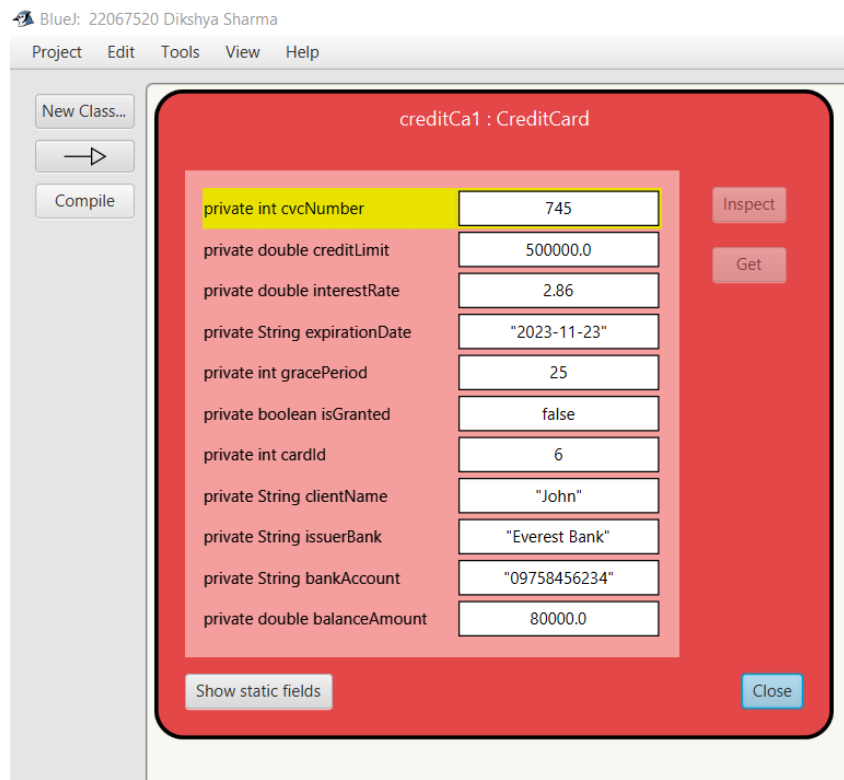 BlueJ: 22067520 Dikshya Sharma
Project Edit Tools View Help
New Class...
Compile
creditCa1 : CreditCard
private int cvcNumber 745
private double creditLimit 500000.0
private double interestRate 2.86
private String expirationDate "2023-11-23"
private int gracePeriod 25
private boolean isGranted false
private int cardId 6
private String clientName "John"
private String issuerBank "Everest Bank"
private String bankAccount "09758456234"
private double balanceAmount 80000.0
Inspect
Get
Show static fields
Close